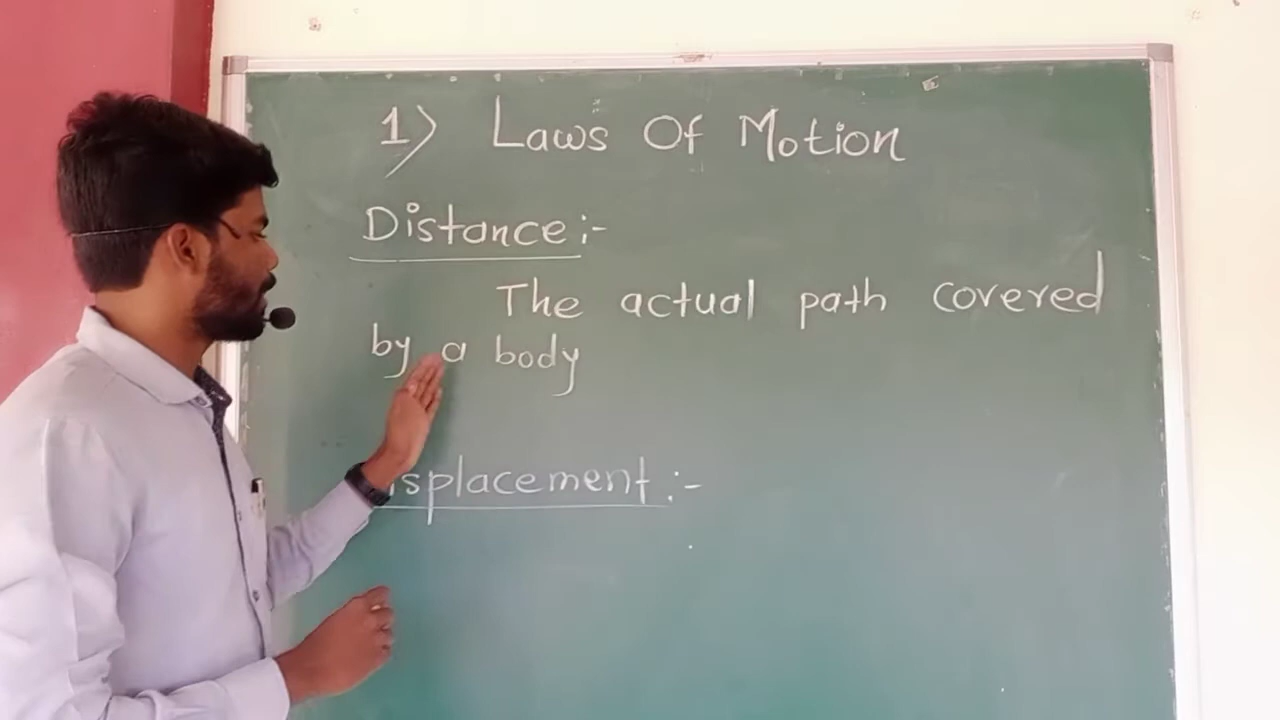 1) Laws Of Motion
Distance :-
The actual path covered
by a body
isplacement :-